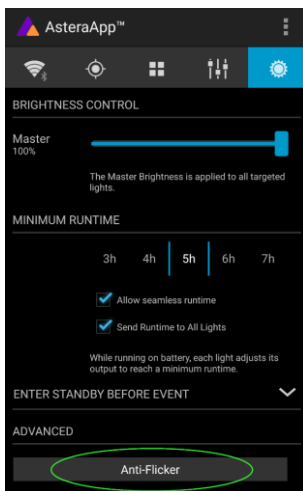 AsteraApp™
BRIGHTNESS CONTROL
Master
100%
The Master Brightness is applied to all targeted
lights.
MINIMUM RUNTIME
3h 4h 5h 6h 7h
Allow seamless runtime
Send Runtime to All Lights
While running on battery, each light adjusts its
output to reach a minimum runtime.
ENTER STANDBY BEFORE EVENT
ADVANCED
Anti-Flicker